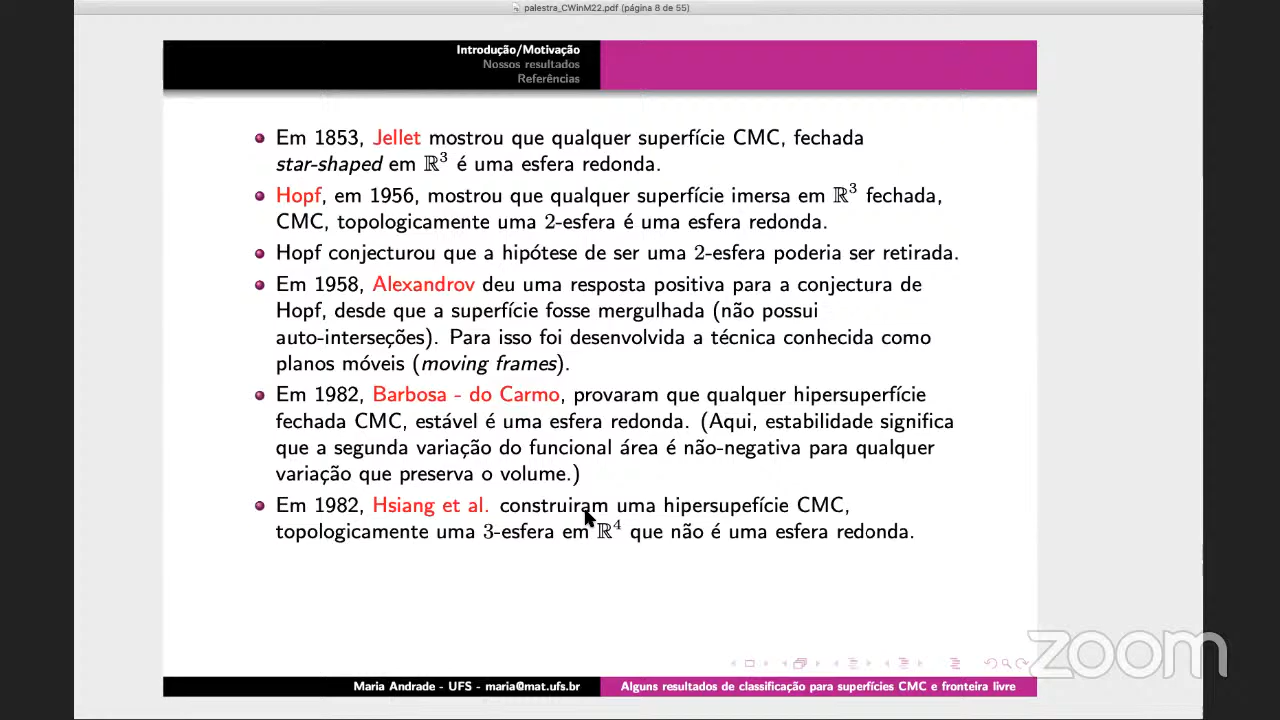 palestra_CWinM22.pdf (página 8 de 55)
Introdução/Motivação
Nossos resultados
Referências
Em 1853, Jellet mostrou que qualquer superfície CMC, fechada
star-shaped em ℝ³ é uma esfera redonda.
Hopf, em 1956, mostrou que qualquer superfície imersa em ℝ³ fechada,
CMC, topologicamente uma 2-esfera é uma esfera redonda.
Hopf conjecturou que a hipótese de ser uma 2-esfera poderia ser retirada.
Em 1958, Alexandrov deu uma resposta positiva para a conjectura de
Hopf, desde que a superfície fosse mergulhada (não possui
auto-interseções). Para isso foi desenvolvida a técnica conhecida como
planos móveis (moving frames).
Em 1982, Barbosa - do Carmo, provaram que qualquer hipersuperfície
fechada CMC, estável é uma esfera redonda. (Aqui, estabilidade significa
que a segunda variação do funcional área é não-negativa para qualquer
variação que preserva o volume.)
Em 1982, Hsiang et al. construiram uma hipersupefície CMC,
topologicamente uma 3-esfera em ℝ⁴ que não é uma esfera redonda.
zoom
Maria Andrade - UFS - maria@mat.ufs.br
Alguns resultados de classificação para superfícies CMC e fronteira livre